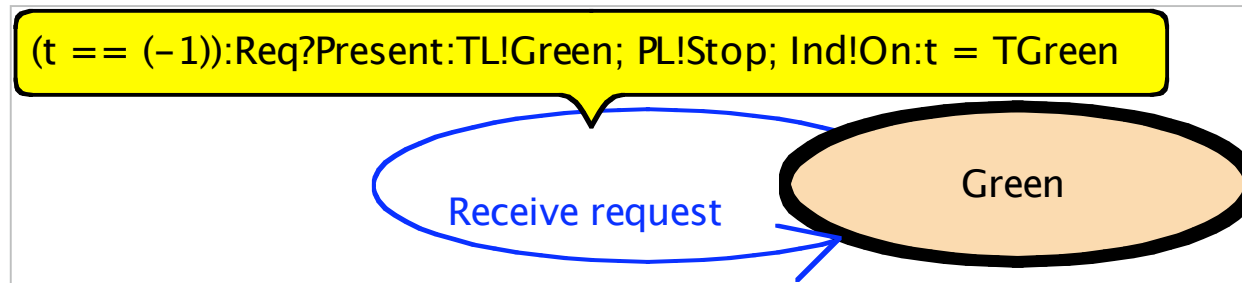 (t == (-1)):Req?Present:TL!Green; PL!Stop; Ind!On:t = TGreen
Green
Receive request